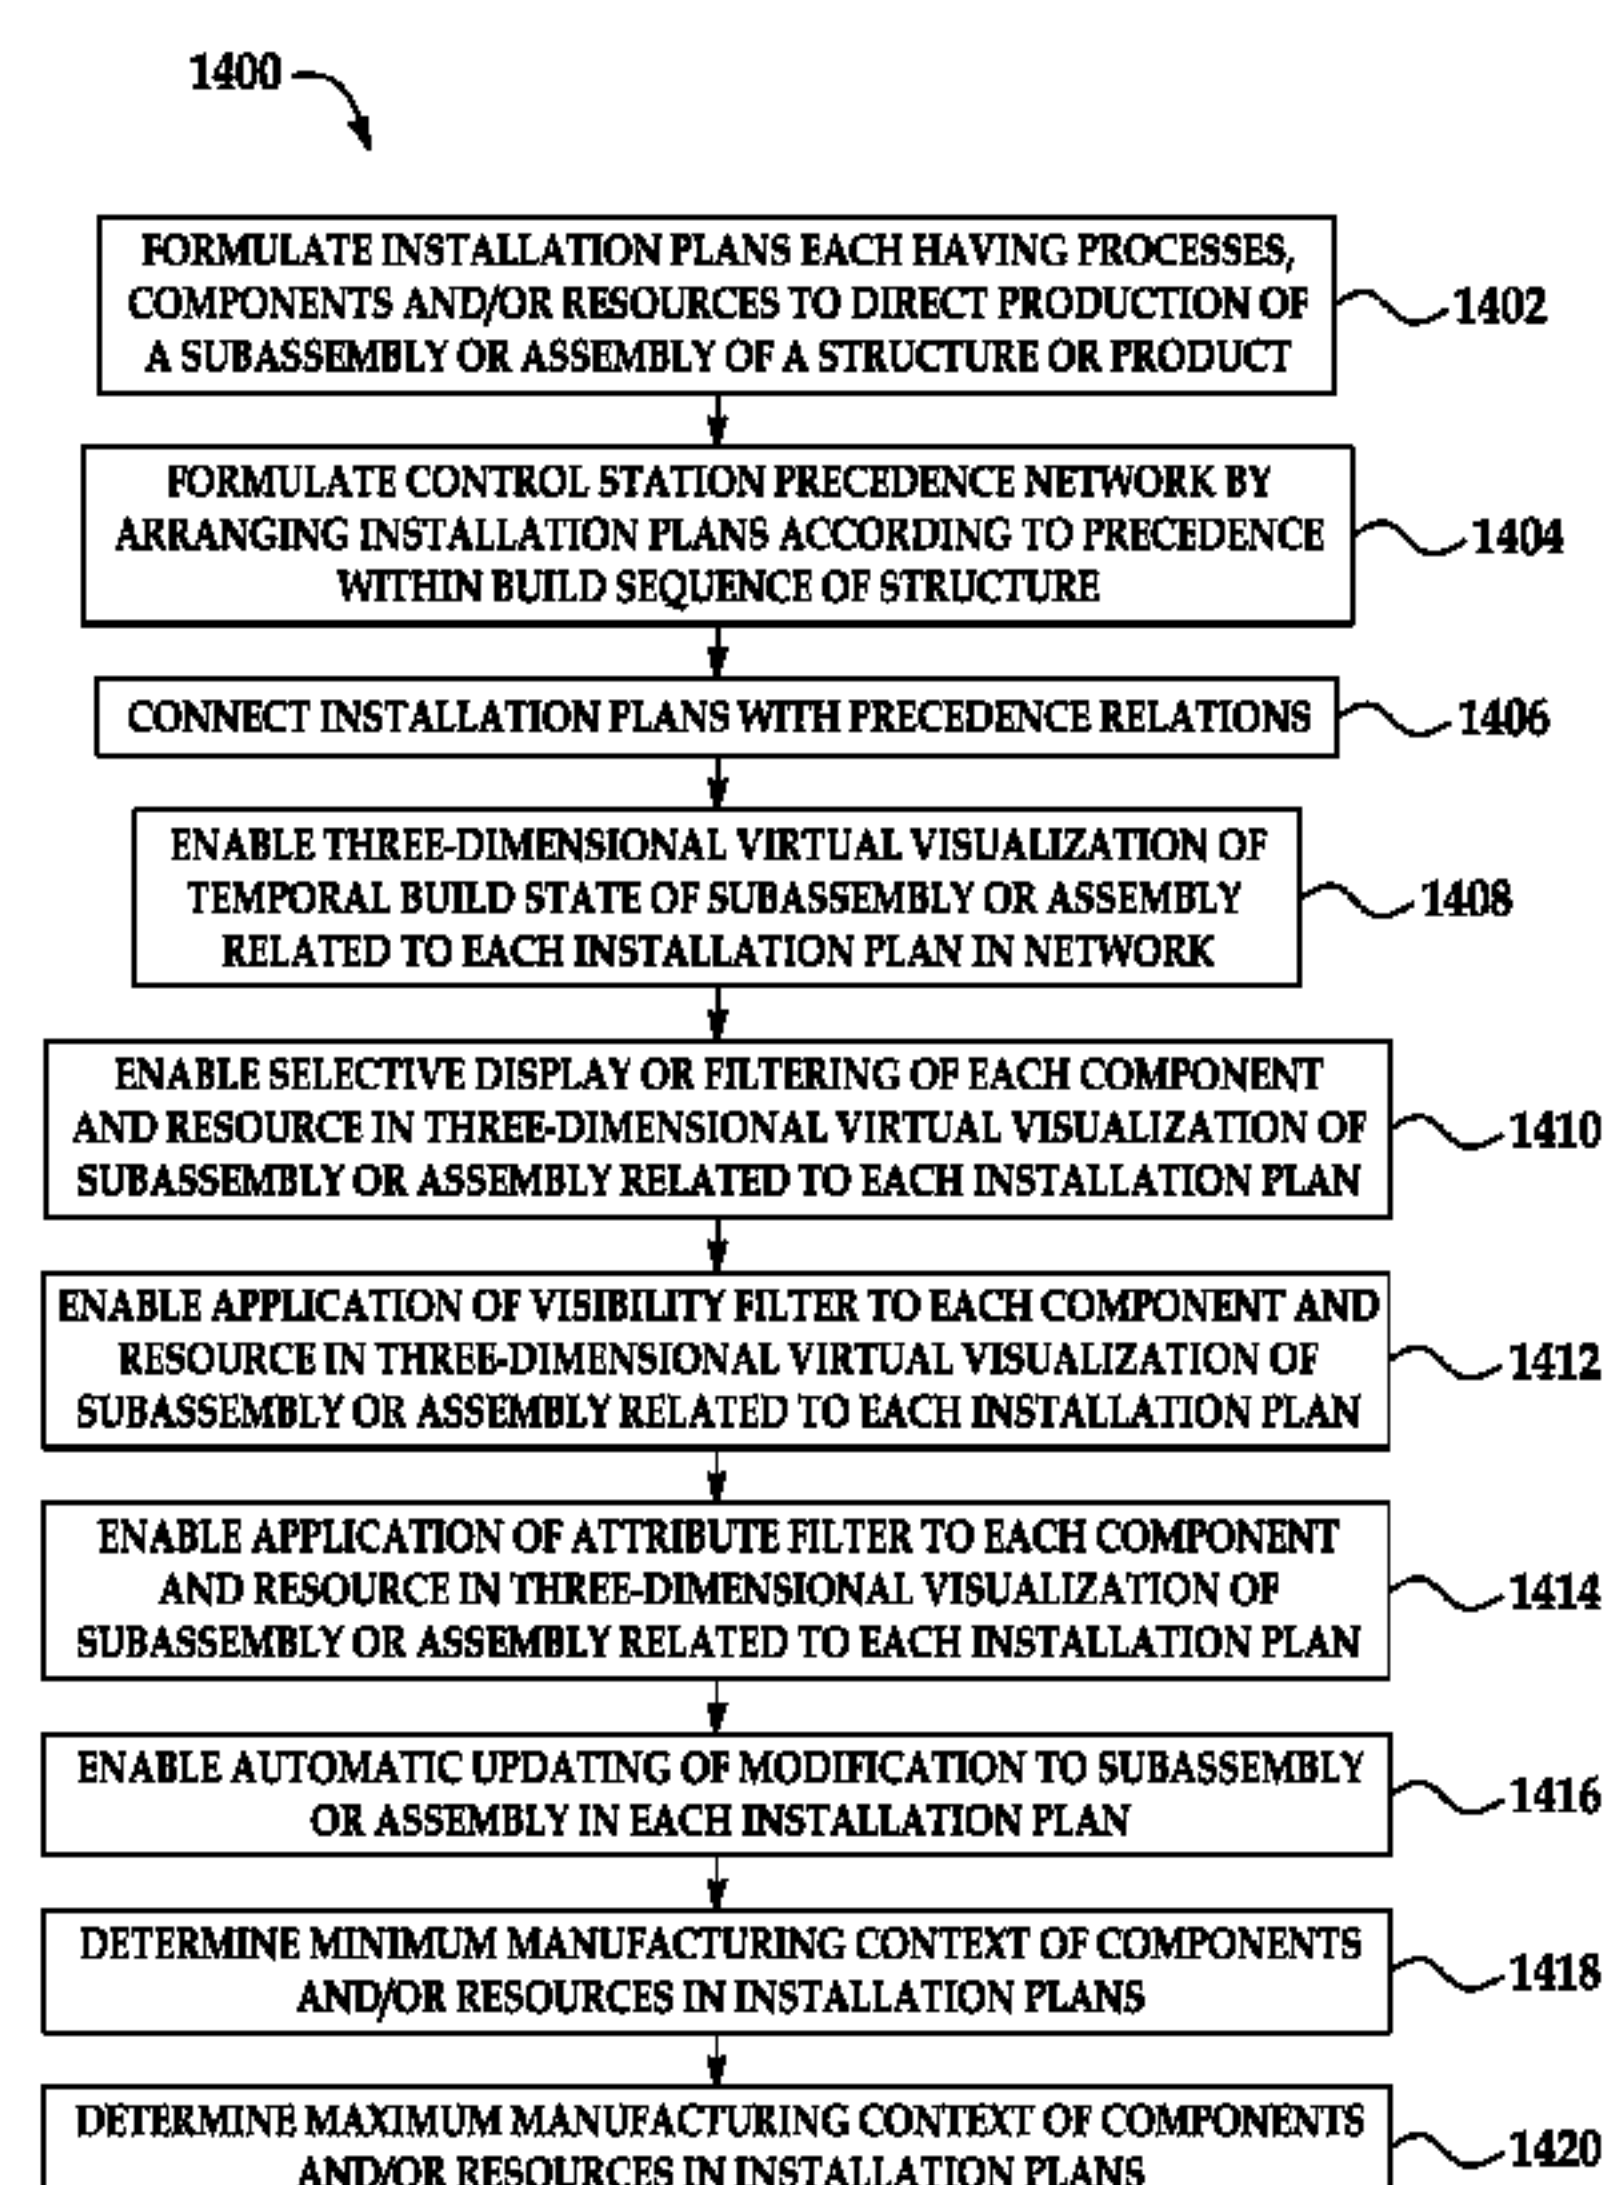 1400
FORMULATE INSTALLATION PLANS EACH HAVING PROCESSES,
COMPONENTS AND/OR RESOURCES TO DIRECT PRODUCTION OF
A SUBASSEMBLY OR ASSEMBLY OF A STRUCTURE OR PRODUCT
1402
FORMULATE CONTROL STATION PRECEDENCE NETWORK BY
ARRANGING INSTALLATION PLANS ACCORDING TO PRECEDENCE
WITHIN BUILD SEQUENCE OF STRUCTURE
1404
CONNECT INSTALLATION PLANS WITH PRECEDENCE RELATIONS
1406
ENABLE THREE-DIMENSIONAL VIRTUAL VISUALIZATION OF
TEMPORAL BUILD STATE OF SUBASSEMBLY OR ASSEMBLY
RELATED TO EACH INSTALLATION PLAN IN NETWORK
1408
ENABLE SELECTIVE DISPLAY OR FILTERING OF EACH COMPONENT
AND RESOURCE IN THREE-DIMENSIONAL VIRTUAL VISUALIZATION OF
SUBASSEMBLY OR ASSEMBLY RELATED TO EACH INSTALLATION PLAN
1410
ENABLE APPLICATION OF VISIBILITY FILTER TO EACH COMPONENT AND
RESOURCE IN THREE-DIMENSIONAL VIRTUAL VISUALIZATION OF
SUBASSEMBLY OR ASSEMBLY RELATED TO EACH INSTALLATION PLAN
1412
ENABLE APPLICATION OF ATTRIBUTE FILTER TO EACH COMPONENT
AND RESOURCE IN THREE-DIMENSIONAL VISUALIZATION OF
SUBASSEMBLY OR ASSEMBLY RELATED TO EACH INSTALLATION PLAN
1414
ENABLE AUTOMATIC UPDATING OF MODIFICATION TO SUBASSEMBLY
OR ASSEMBLY IN EACH INSTALLATION PLAN
1416
DETERMINE MINIMUM MANUFACTURING CONTEXT OF COMPONENTS
AND/OR RESOURCES IN INSTALLATION PLANS
1418
DETERMINE MAXIMUM MANUFACTURING CONTEXT OF COMPONENTS
AND/OR RESOURCES IN INSTALLATION PLANS
1420